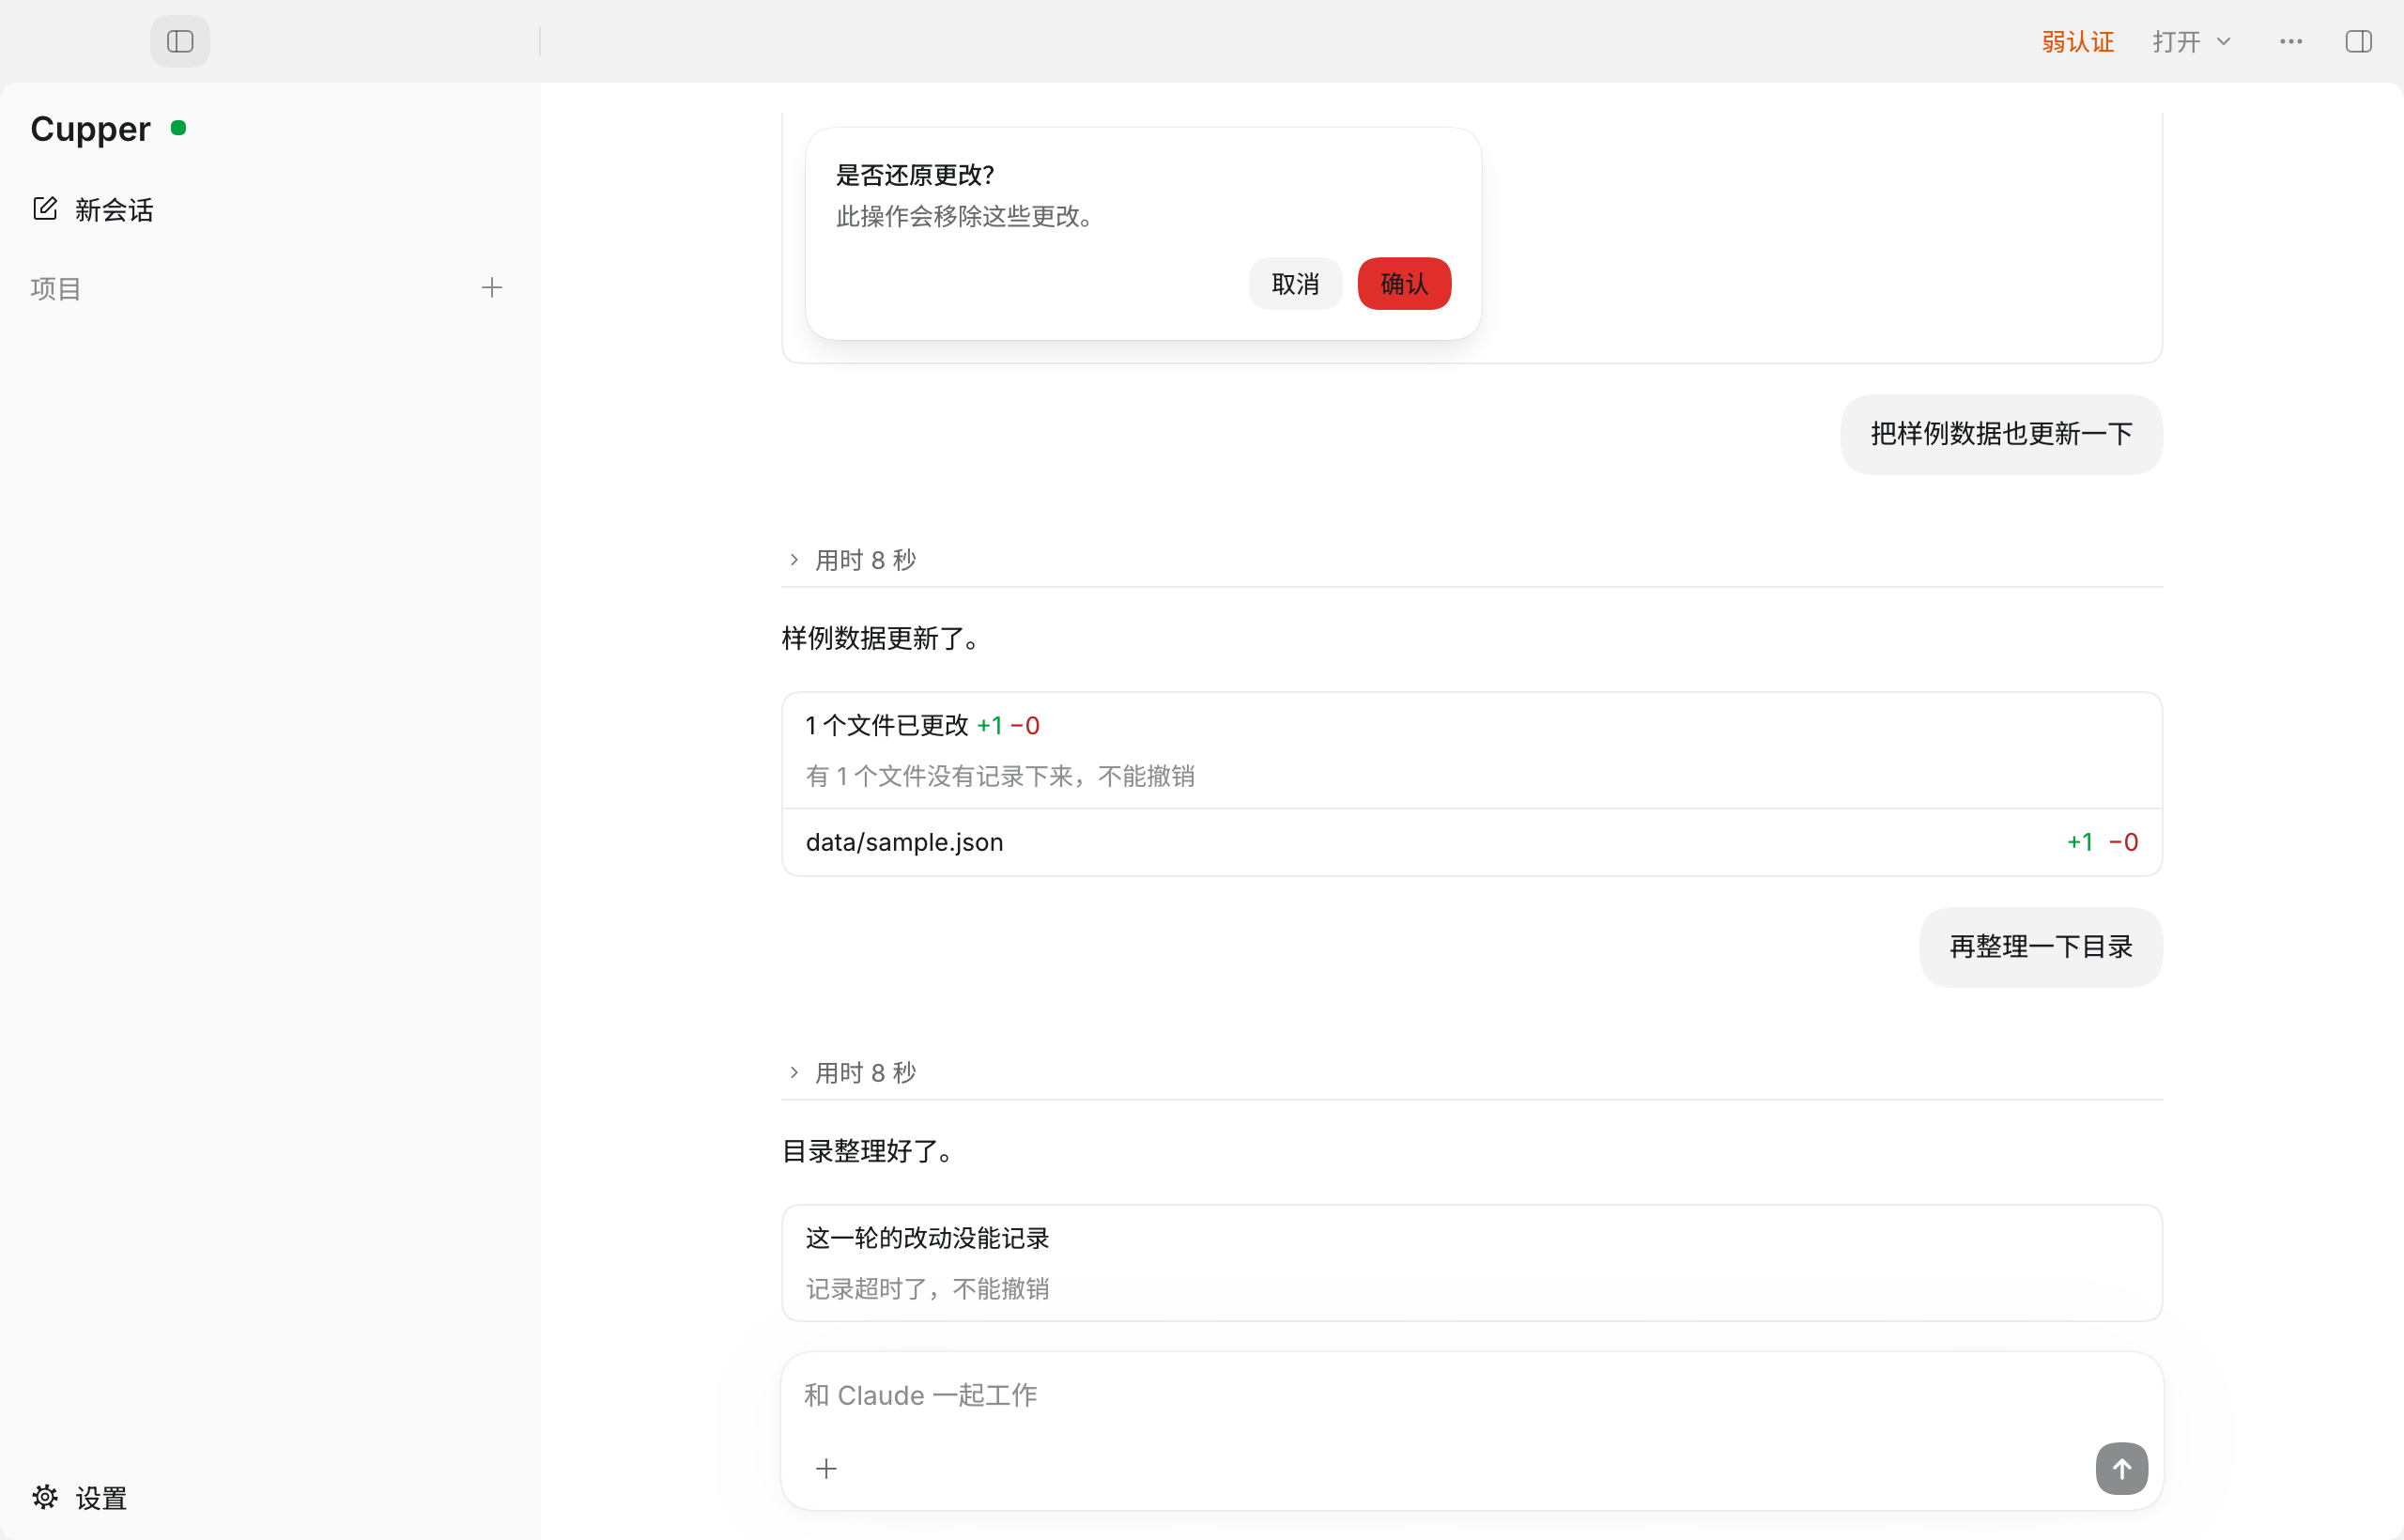 弱认证
打开
Cupper
新会话
项目
是否还原更改？
此操作会移除这些更改。
取消
确认
把样例数据也更新一下
用时 8 秒
样例数据更新了。
1 个文件已更改 +1 −0
有 1 个文件没有记录下来，不能撤销
data/sample.json +1 −0
再整理一下目录
用时 8 秒
目录整理好了。
这一轮的改动没能记录
记录超时了，不能撤销
和 Claude 一起工作
设置